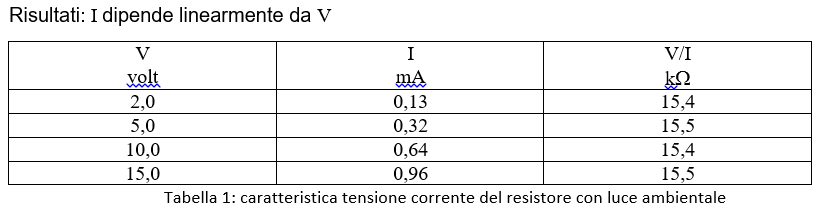 Risultati: I dipende linearmente da V
V I V/I
volt mA kΩ
2,0 0,13 15,4
5,0 0,32 15,5
10,0 0,64 15,4
15,0 0,96 15,5
Tabella 1: caratteristica tensione corrente del resistore con luce ambientale